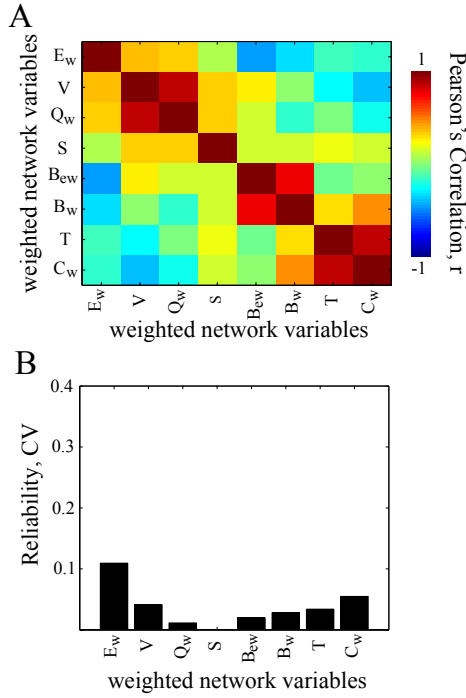 A
weighted network variables
Ew
V
Qw
S
Bew
Bw
T
Cw
Ew
V
Qw
S
Bew
Bw
T
Cw
weighted network variables
1
-1
Pearson's Correlation, r
B
Reliability, CV
0.4
0.3
0.2
0.1
Ew
V
Qw
S
Bew
Bw
T
Cw
weighted network variables